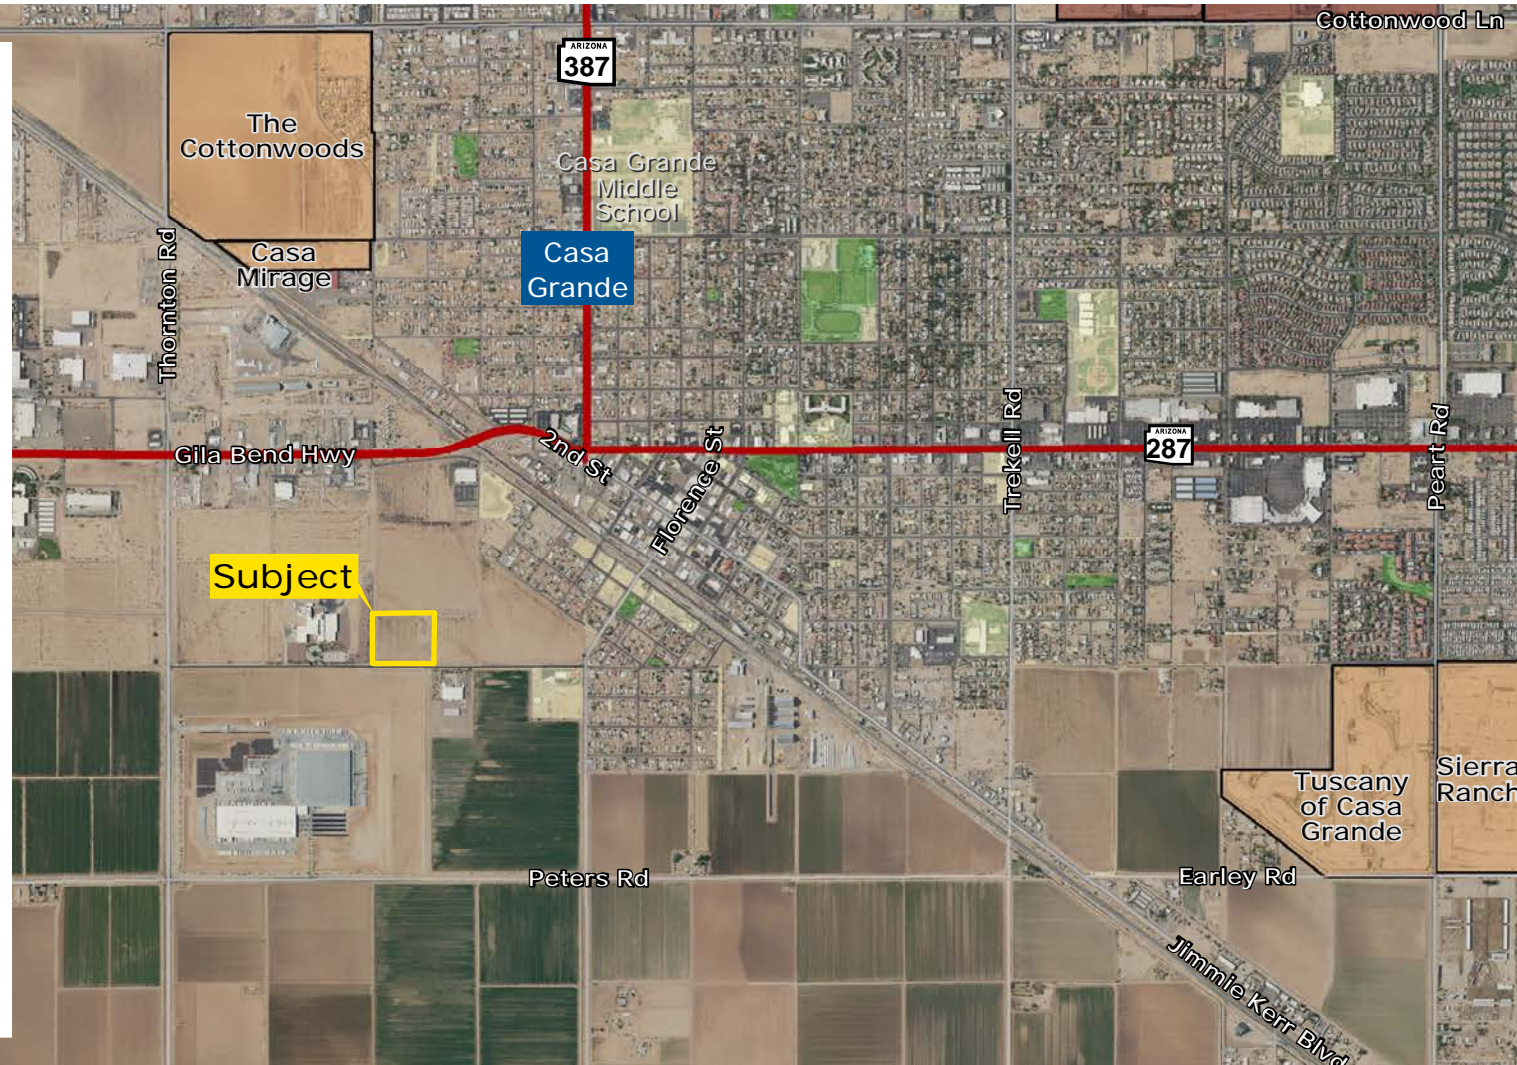 Cottonwood Ln
ARIZONA
387
The
Cottonwoods
Casa Grande
Middle
School
Casa
Mirage
Casa
Grande
Thornton Rd
Gila Bend Hwy
2nd St
Florence St
Trekell Rd
ARIZONA
287
Peart Rd
Subject
Tuscany
of Casa
Grande
Sierra
Ranch
Peters Rd
Earley Rd
Jimmie Kerr Blvd